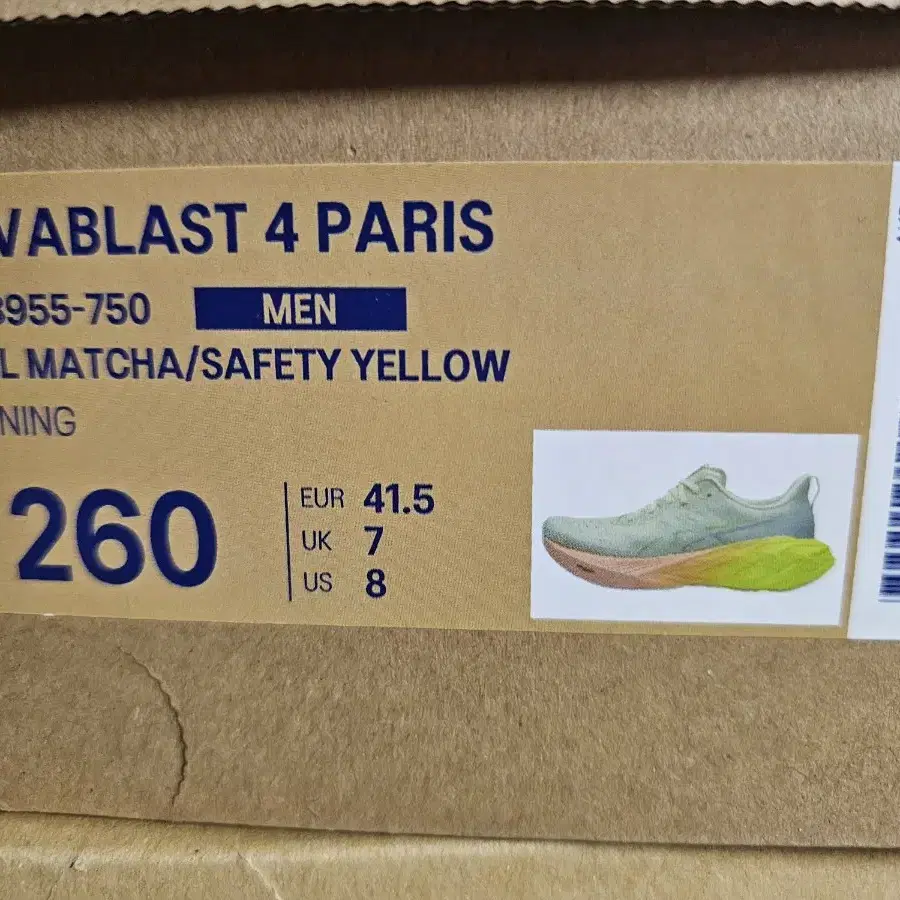 VABLAST 4 PARIS
3955-750 MEN
L MATCHA/SAFETY YELLOW
NING
260
EUR 41.5
UK 7
US 8